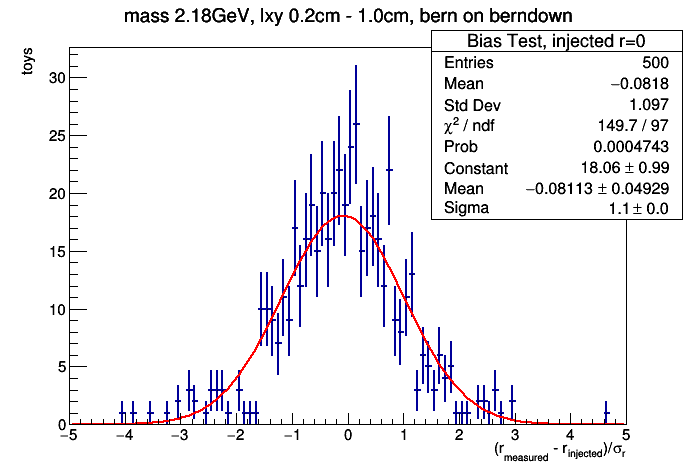 mass 2.18GeV, lxy 0.2cm - 1.0cm, bern on berndown
Bias Test, injected r=0
Entries 500
Mean −0.0818
Std Dev 1.097
χ² / ndf 149.7 / 97
Prob 0.0004743
Constant 18.06 ± 0.99
Mean −0.08113 ± 0.04929
Sigma 1.1 ± 0.0
toys
30
25
20
15
10
5
0
−5 −4 −3 −2 −1 0 1 2 3 4 5
(r_measured - r_injected)/σ_r